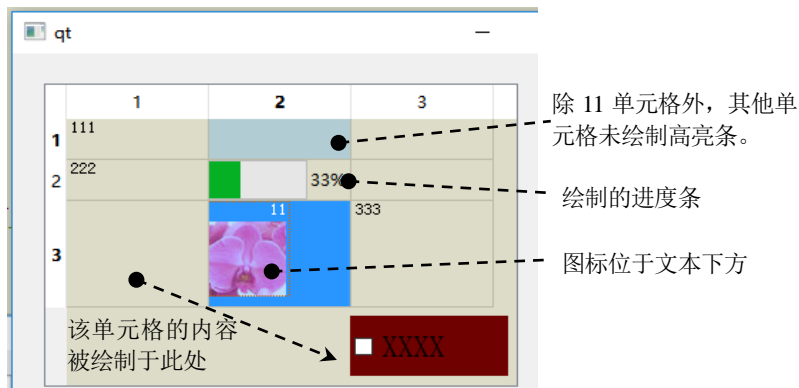 qt
1 2 3
1 111
2 222 33%
3 11 333
除 11 单元格外，其他单
元格未绘制高亮条。
绘制的进度条
图标位于文本下方
该单元格的内容
被绘制于此处
XXXX